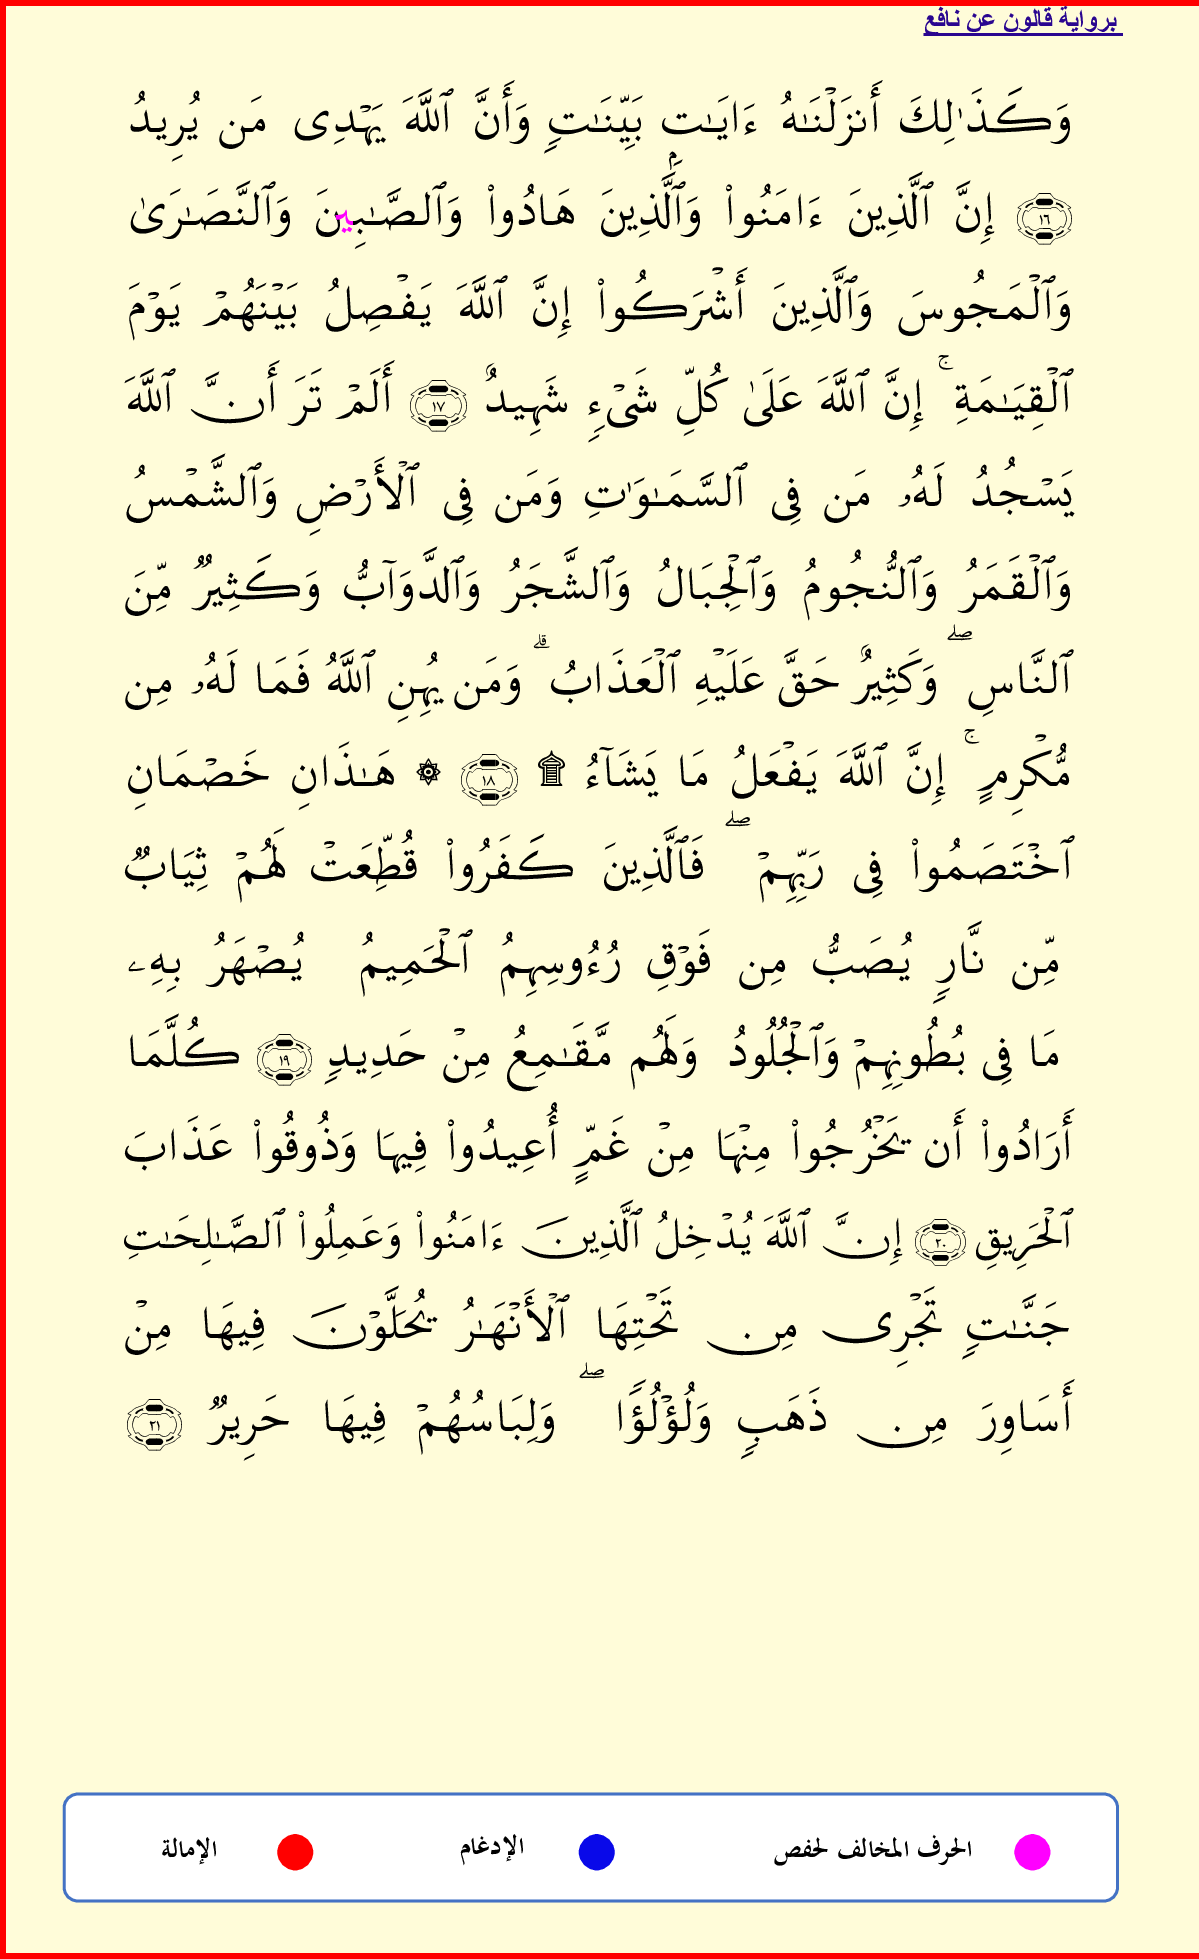 برواية قالون عن نافع
وَكَذَٰلِكَ أَنزَلْنَٰهُ ءَايَٰتِۭ بَيِّنَٰتٖ وَأَنَّ ٱللَّهَ يَهۡدِى مَن يُرِيدُ
١٦ إِنَّ ٱلَّذِينَ ءَامَنُوا۟ وَٱلَّذِينَ هَادُوا۟ وَٱلصَّٰبِينَ وَٱلنَّصَٰرَىٰ
وَٱلۡمَجُوسَ وَٱلَّذِينَ أَشۡرَكُوا۟ إِنَّ ٱللَّهَ يَفۡصِلُ بَيۡنَهُمۡ يَوۡمَ
ٱلۡقِيَٰمَةِۚ إِنَّ ٱللَّهَ عَلَىٰ كُلِّ شَىۡءٖ شَهِيدٌ ١٧ أَلَمۡ تَرَ أَنَّ ٱللَّهَ
يَسۡجُدُ لَهُۥ مَن فِى ٱلسَّمَٰوَٰتِ وَمَن فِى ٱلۡأَرۡضِ وَٱلشَّمۡسُ
وَٱلۡقَمَرُ وَٱلنُّجُومُ وَٱلۡجِبَالُ وَٱلشَّجَرُ وَٱلدَّوَآبُّ وَكَثِيرٞ مِّنَ
ٱلنَّاسِۖ وَكَثِيرٌ حَقَّ عَلَيۡهِ ٱلۡعَذَابُۗ وَمَن يُهِنِ ٱللَّهُ فَمَا لَهُۥ مِن
مُّكۡرِمٍۚ إِنَّ ٱللَّهَ يَفۡعَلُ مَا يَشَآءُ ۩ ١٨ ۞ هَٰذَانِ خَصۡمَانِ
ٱخۡتَصَمُوا۟ فِى رَبِّهِمۡۖ فَٱلَّذِينَ كَفَرُوا۟ قُطِّعَتۡ لَهُمۡ ثِيَابٞ
مِّن نَّارٖ يُصَبُّ مِن فَوۡقِ رُءُوسِهِمُ ٱلۡحَمِيمُ يُصۡهَرُ بِهِۦ
مَا فِى بُطُونِهِمۡ وَٱلۡجُلُودُ وَلَهُم مَّقَٰمِعُ مِنۡ حَدِيدٖ ١٩ كُلَّمَا
أَرَادُوا۟ أَن يَخۡرُجُوا۟ مِنۡهَا مِنۡ غَمٍّ أُعِيدُوا۟ فِيهَا وَذُوقُوا۟ عَذَابَ
ٱلۡحَرِيقِ ٢٠ إِنَّ ٱللَّهَ يُدۡخِلُ ٱلَّذِينَ ءَامَنُوا۟ وَعَمِلُوا۟ ٱلصَّٰلِحَٰتِ
جَنَّٰتٖ تَجۡرِى مِن تَحۡتِهَا ٱلۡأَنۡهَٰرُ يُحَلَّوۡنَ فِيهَا مِنۡ
أَسَاوِرَ مِن ذَهَبٖ وَلُؤۡلُؤٗاۖ وَلِبَاسُهُمۡ فِيهَا حَرِيرٞ ٢١
الحرف المخالف لحفص الإدغام الإمالة